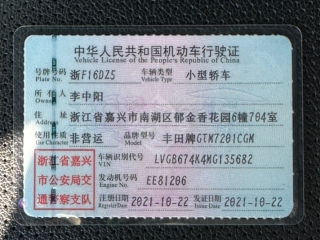 中华人民共和国机动车行驶证
Vehicle License of the People's Republic of China
号牌号码 浙F16DZ5 车辆类型 小型轿车
Plate No. Vehicle Type
所有人 李中阳
Owner
住址 浙江省嘉兴市南湖区郁金香花园6幢704室
Address
使用性质 非营运 品牌型号 丰田牌GTM7201CGM
Use Character Model
浙江省嘉兴
市公安局交
通警察支队
车辆识别代号 LVGB674K4MG135682
VIN
发动机号码 EE81206
Engine No.
注册日期 2021-10-22 发证日期 2021-10-22
Register Date Issue Date